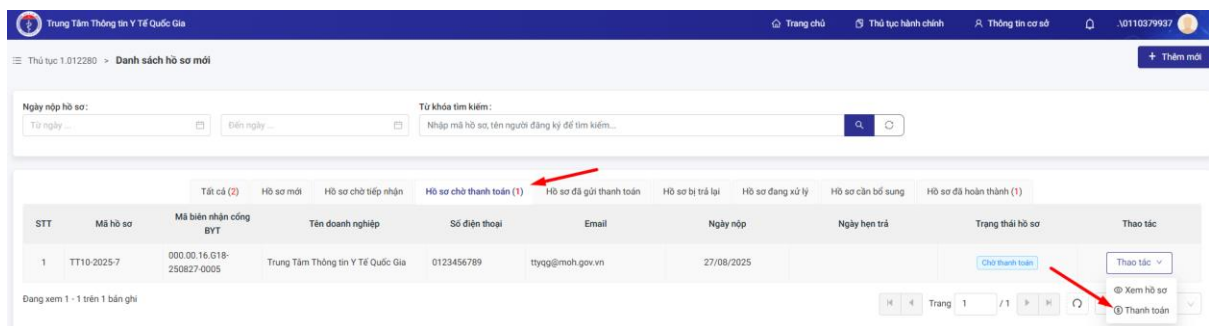 Trung Tâm Thông tin Y Tế Quốc Gia
Trang chủ
Thủ tục hành chính
Thông tin cơ sở
.\0110379937
Thủ tục 1.012280 > Danh sách hồ sơ mới
+ Thêm mới
Ngày nộp hồ sơ:
Từ khóa tìm kiếm:
Từ ngày ...
Đến ngày ...
Nhập mã hồ sơ, tên người đăng ký để tìm kiếm...
Tất cả (2)
Hồ sơ mới
Hồ sơ chờ tiếp nhận
Hồ sơ chờ thanh toán (1)
Hồ sơ đã gửi thanh toán
Hồ sơ bị trả lại
Hồ sơ đang xử lý
Hồ sơ cần bổ sung
Hồ sơ đã hoàn thành (1)
STT
Mã hồ sơ
Mã biên nhận cổng
BYT
Tên doanh nghiệp
Số điện thoại
Email
Ngày nộp
Ngày hẹn trả
Trạng thái hồ sơ
Thao tác
1
TT10-2025-7
000.00.16.G18-
250827-0005
Trung Tâm Thông tin Y Tế Quốc Gia
0123456789
ttyqg@moh.gov.vn
27/08/2025
Chờ thanh toán
Thao tác
Xem hồ sơ
Thanh toán
Đang xem 1 - 1 trên 1 bản ghi
Trang 1 / 1